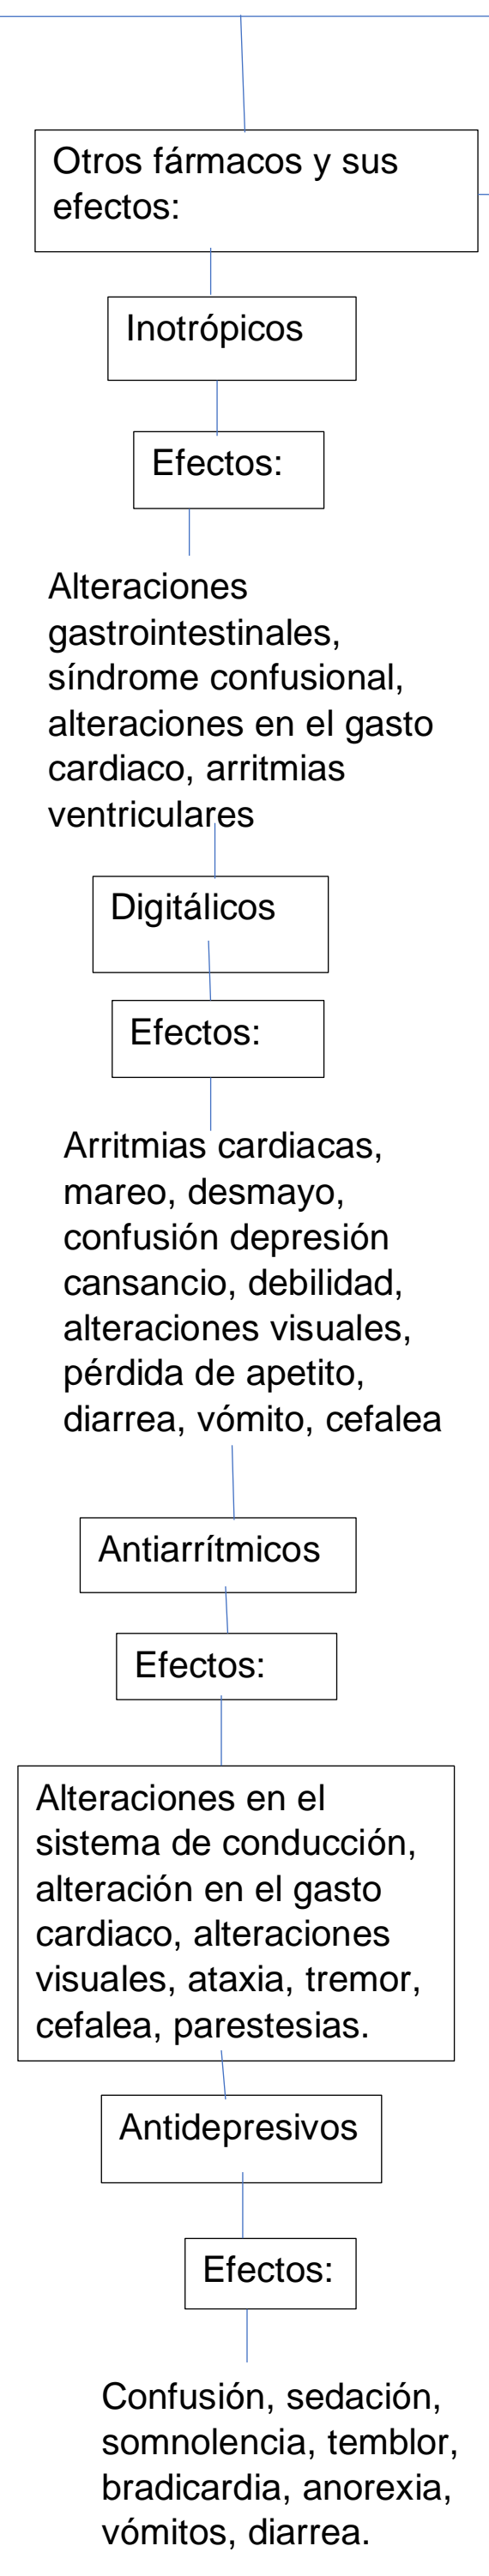 Otros fármacos y sus
efectos:
Inotrópicos
Efectos:
Alteraciones
gastrointestinales,
síndrome confusional,
alteraciones en el gasto
cardiaco, arritmias
ventriculares
Digitálicos
Efectos:
Arritmias cardiacas,
mareo, desmayo,
confusión depresión
cansancio, debilidad,
alteraciones visuales,
pérdida de apetito,
diarrea, vómito, cefalea
Antiarrítmicos
Efectos:
Alteraciones en el
sistema de conducción,
alteración en el gasto
cardiaco, alteraciones
visuales, ataxia, tremor,
cefalea, parestesias.
Antidepresivos
Efectos:
Confusión, sedación,
somnolencia, temblor,
bradicardia, anorexia,
vómitos, diarrea.